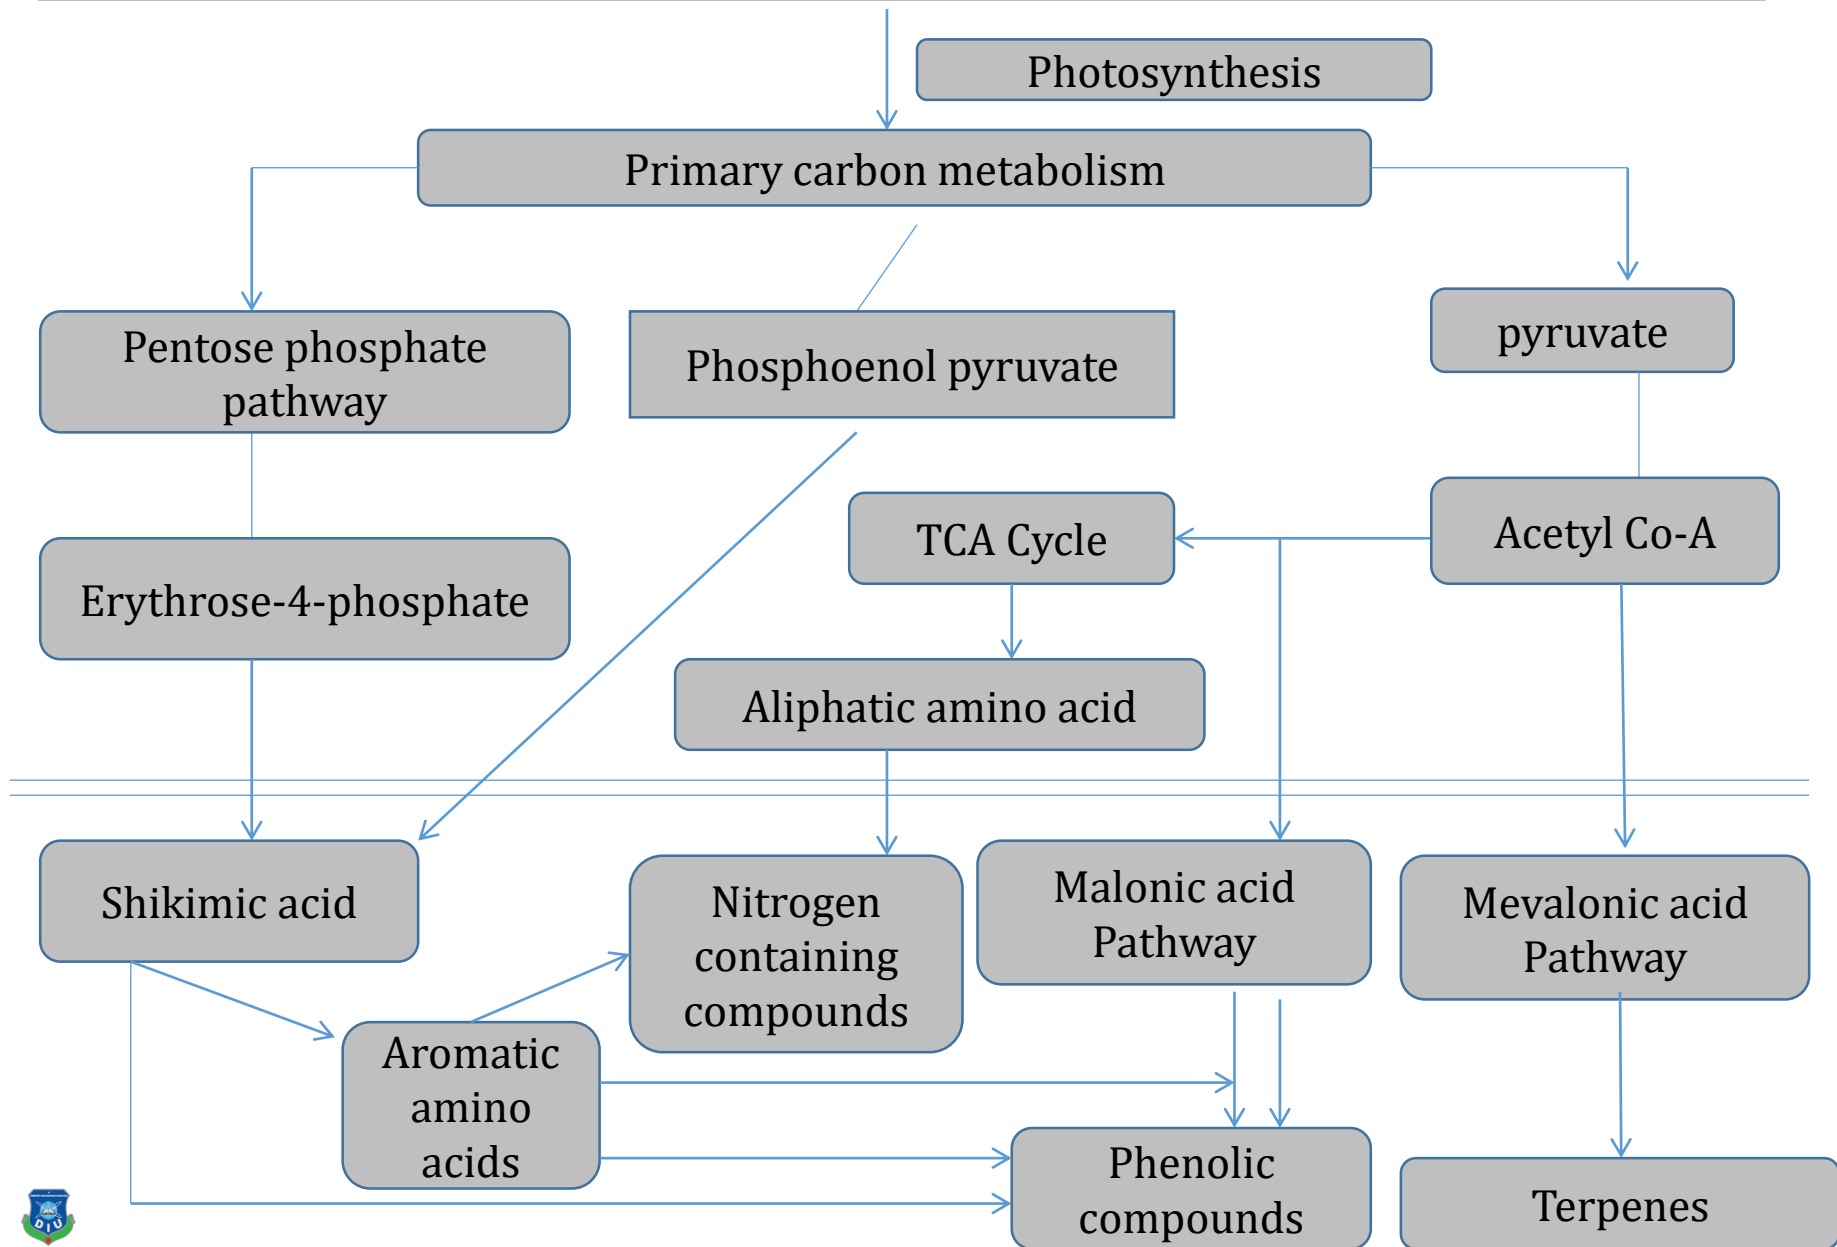 Photosynthesis
Primary carbon metabolism
Pentose phosphate
pathway
Phosphoenol pyruvate
pyruvate
TCA Cycle
Acetyl Co-A
Erythrose-4-phosphate
Aliphatic amino acid
Shikimic acid
Nitrogen
containing
compounds
Malonic acid
Pathway
Mevalonic acid
Pathway
Aromatic
amino
acids
Phenolic
compounds
Terpenes
DIU